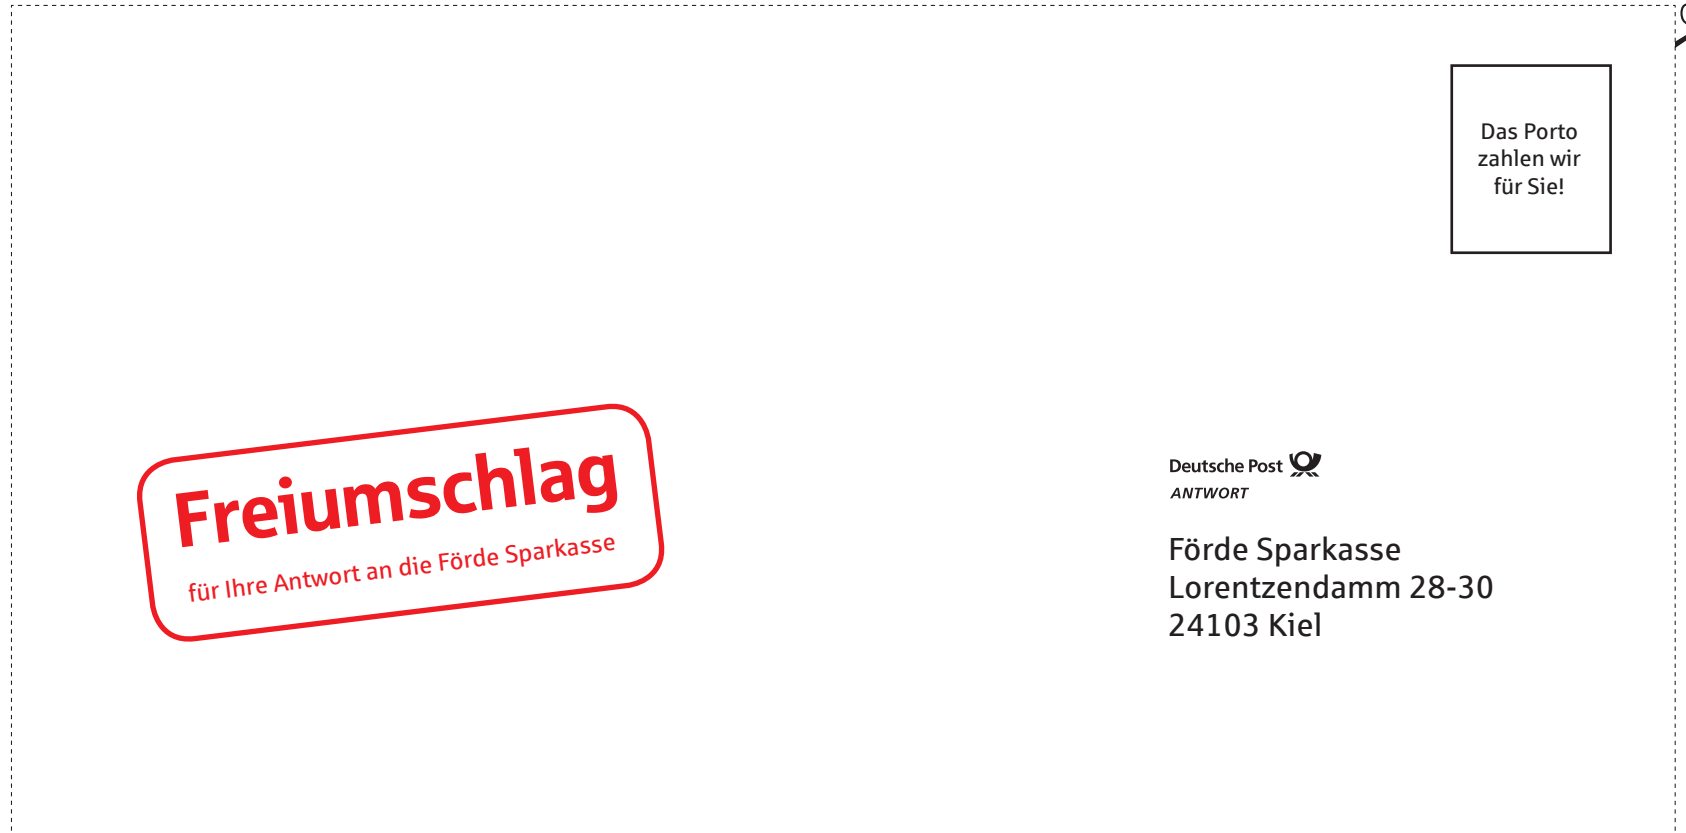 Das Porto
zahlen wir
für Sie!
Freiumschlag
für Ihre Antwort an die Förde Sparkasse
Deutsche Post
ANTWORT
Förde Sparkasse
Lorentzendamm 28-30
24103 Kiel